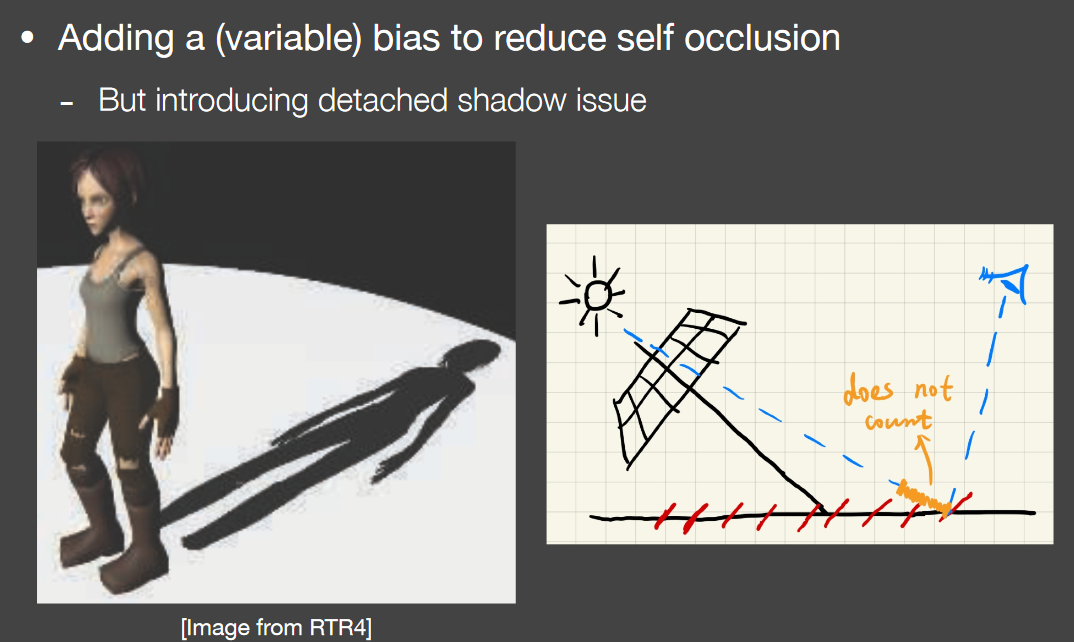 • Adding a (variable) bias to reduce self occlusion
– But introducing detached shadow issue
does not
count
[Image from RTR4]